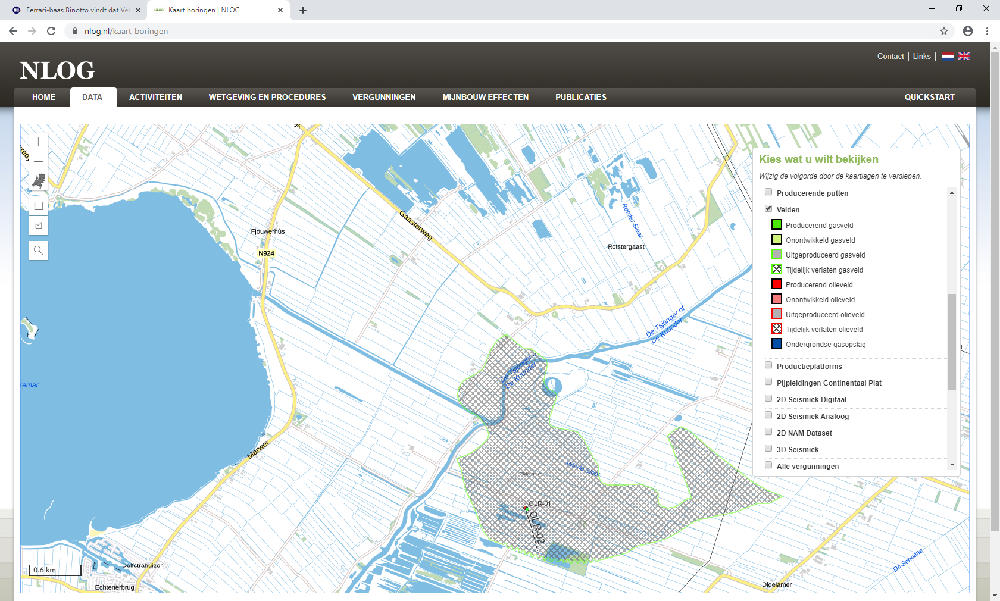 Ferrari-baas Binotto vindt dat Vet
Kaart boringen | NLOG
nlog.nl/kaart-boringen
Contact | Links |
NLOG
HOME
DATA
ACTIVITEITEN
WETGEVING EN PROCEDURES
VERGUNNINGEN
MIJNBOUW EFFECTEN
PUBLICATIES
QUICKSTART
Kies wat u wilt bekijken
Wijzig de volgorde door de kaartlagen te verslepen.
Producerende putten
Velden
Producerend gasveld
Onontwikkeld gasveld
Uitgeproduceerd gasveld
Tijdelijk verlaten gasveld
Producerend olieveld
Onontwikkeld olieveld
Uitgeproduceerd olieveld
Tijdelijk verlaten olieveld
Ondergrondse gasopslag
Productieplatforms
Pijpleidingen Continentaal Plat
2D Seismiek Digitaal
2D Seismiek Analoog
2D NAM Dataset
3D Seismiek
Alle vergunningen
Gaasterweg
Rotster Sleat
Fjouwerhûs
Rotstergaast
N924
De Tsjonger of
De Kuunder
De Tsjonger
De Kuunder
kemar
Marwei
Wiede Sloot
Oldelamer
OLR-01
OLR-02
Delfstrahuizen
0.6 km
Echtenerbrug
De Scheene
Oldelamer